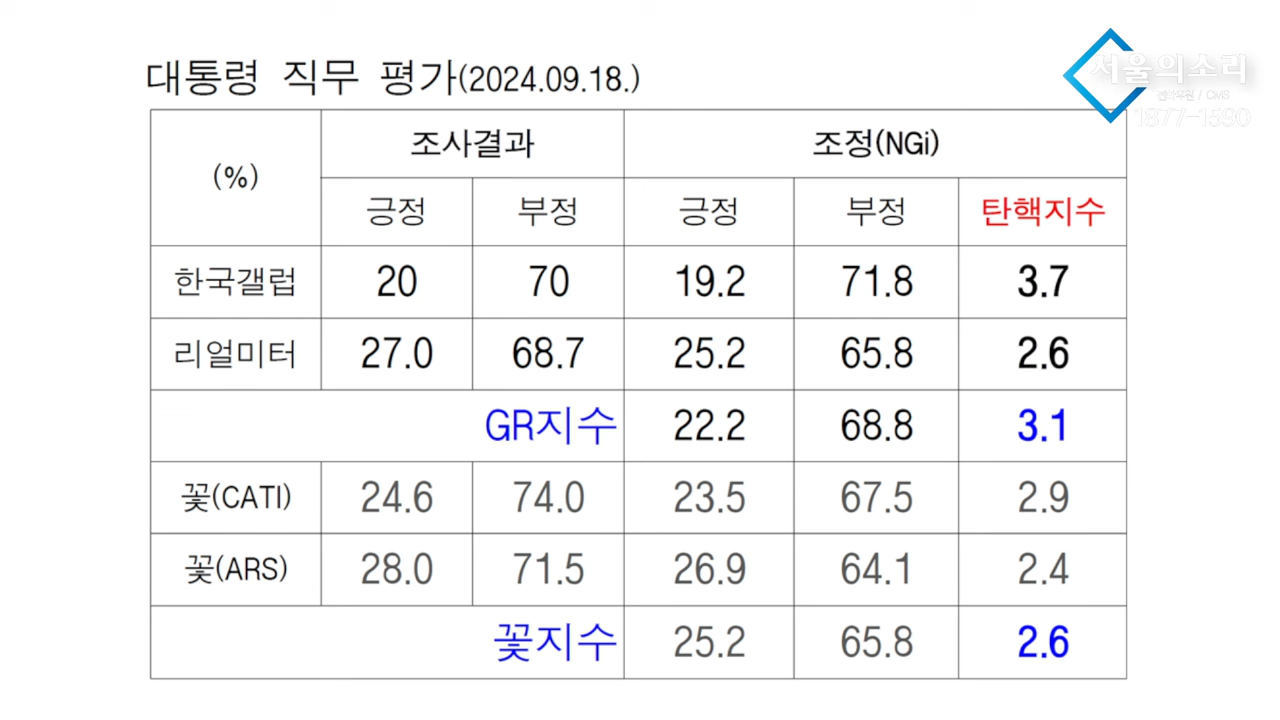 대통령 직무 평가(2024.09.18.)
서울의소리
1877-1590
(%) 조사결과 조정(NGi)
긍정 부정 긍정 부정 탄핵지수
한국갤럽 20 70 19.2 71.8 3.7
리얼미터 27.0 68.7 25.2 65.8 2.6
GR지수 22.2 68.8 3.1
꽃(CATI) 24.6 74.0 23.5 67.5 2.9
꽃(ARS) 28.0 71.5 26.9 64.1 2.4
꽃지수 25.2 65.8 2.6